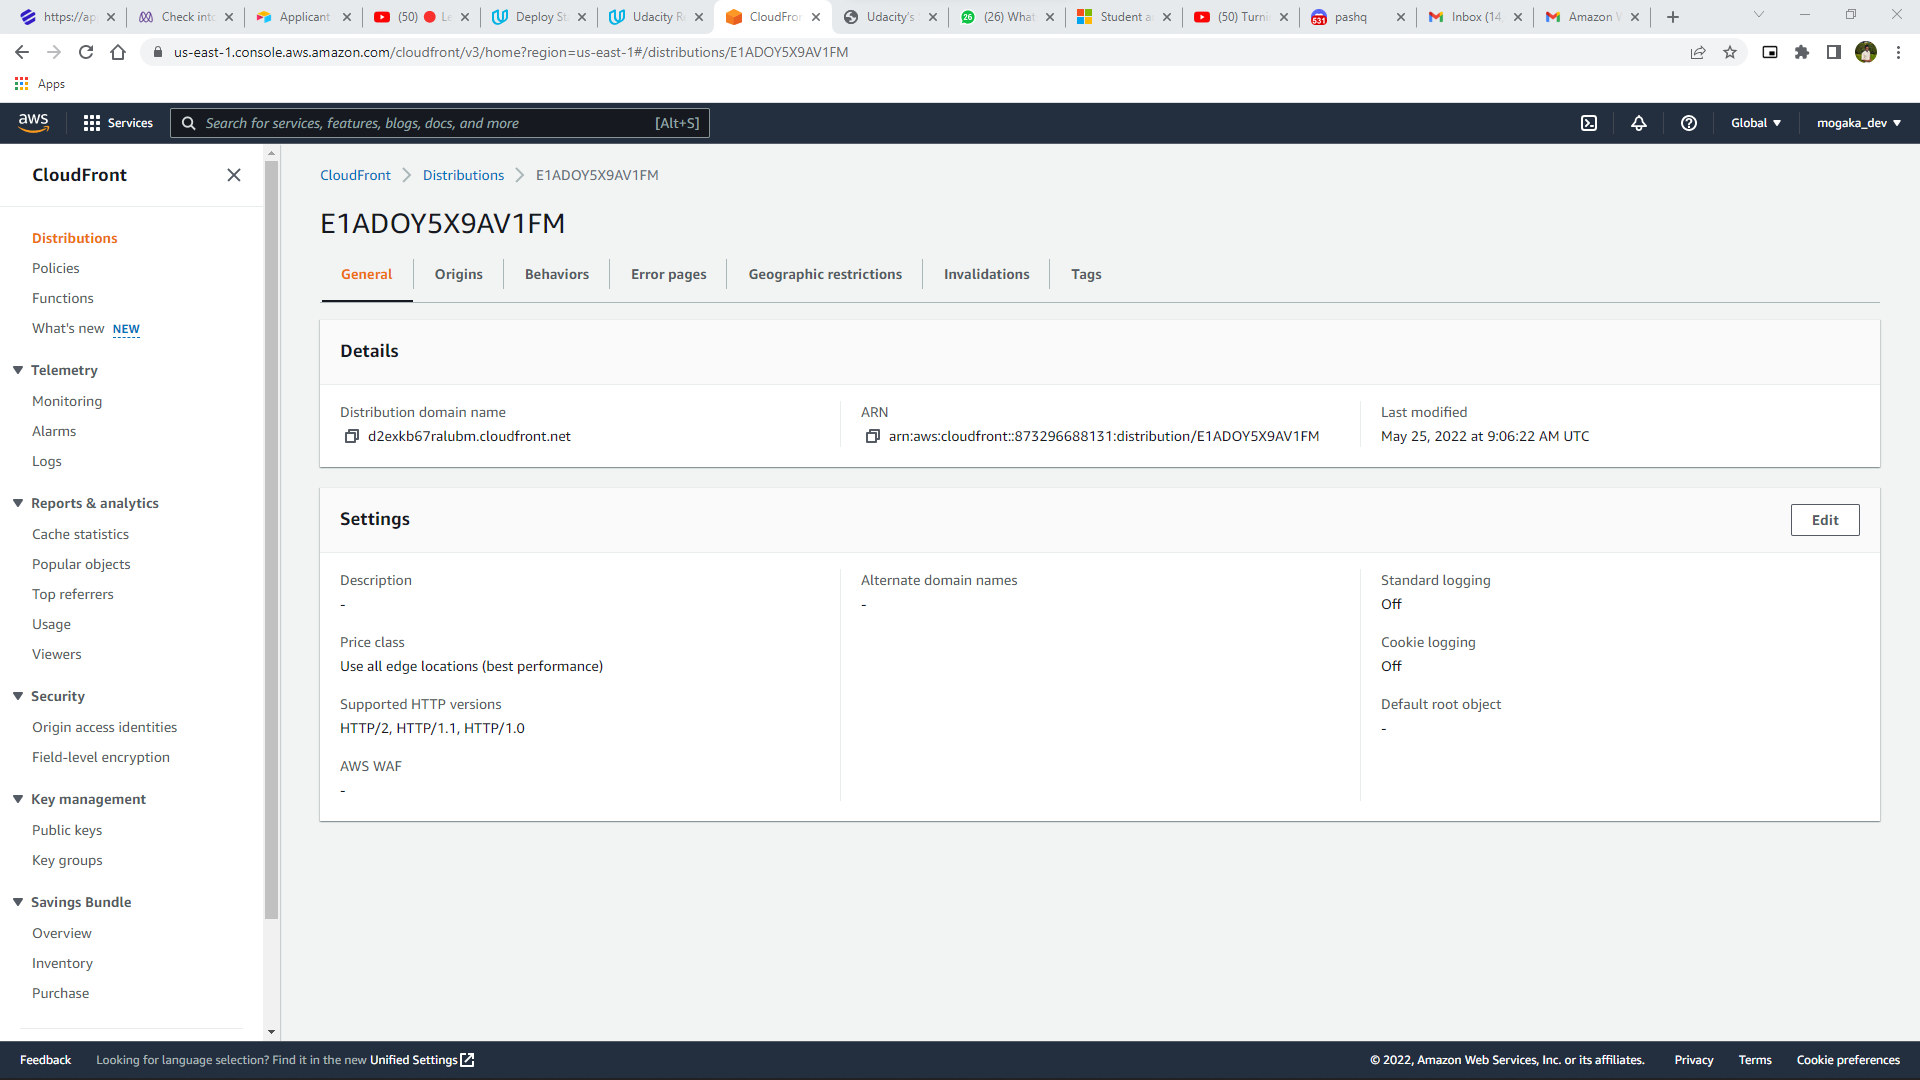 https://ap
Check int
Applicant
(50) 🔴 Le
Deploy St
Udacity R
CloudFron
Udacity's
(26) What
Student a
(50) Turni
pashq
Inbox (14
Amazon W
us-east-1.console.aws.amazon.com/cloudfront/v3/home?region=us-east-1#/distributions/E1ADOY5X9AV1FM
Apps
aws
Services
Search for services, features, blogs, docs, and more [Alt+S]
Global
mogaka_dev
CloudFront
Distributions
Policies
Functions
What's new NEW
Telemetry
Monitoring
Alarms
Logs
Reports & analytics
Cache statistics
Popular objects
Top referrers
Usage
Viewers
Security
Origin access identities
Field-level encryption
Key management
Public keys
Key groups
Savings Bundle
Overview
Inventory
Purchase
CloudFront Distributions E1ADOY5X9AV1FM
E1ADOY5X9AV1FM
General Origins Behaviors Error pages Geographic restrictions Invalidations Tags
Details
Distribution domain name
d2exkb67ralubm.cloudfront.net
ARN
arn:aws:cloudfront::873296688131:distribution/E1ADOY5X9AV1FM
Last modified
May 25, 2022 at 9:06:22 AM UTC
Settings
Edit
Description
-
Price class
Use all edge locations (best performance)
Supported HTTP versions
HTTP/2, HTTP/1.1, HTTP/1.0
AWS WAF
-
Alternate domain names
-
Standard logging
Off
Cookie logging
Off
Default root object
-
Feedback Looking for language selection? Find it in the new Unified Settings
© 2022, Amazon Web Services, Inc. or its affiliates. Privacy Terms Cookie preferences